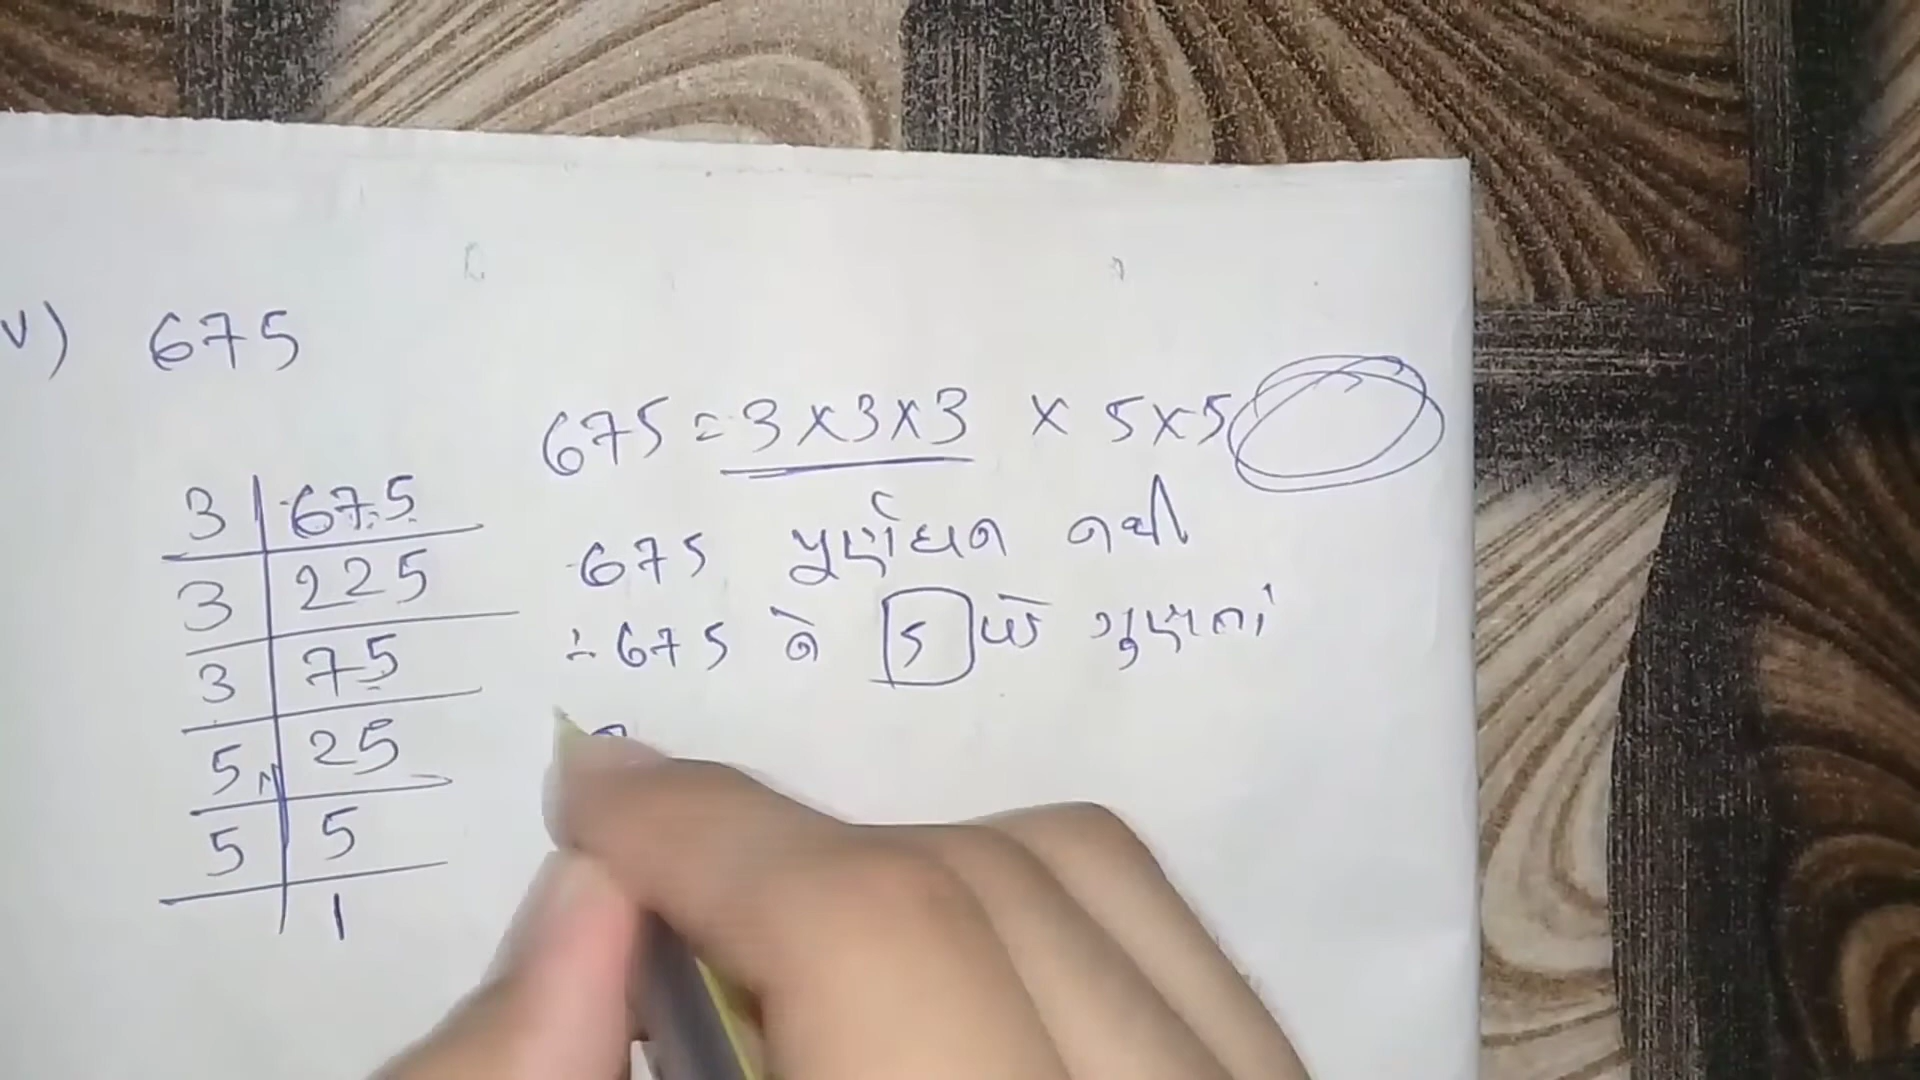 v) 675
675 = 3 x 3 x 3 x 5 x 5
3 | 675
3 | 225
3 | 75
5 | 25
5 | 5
1
675 પુર્ણઘન નથી
∴ 675 ને 5 વડે ગુણતાં